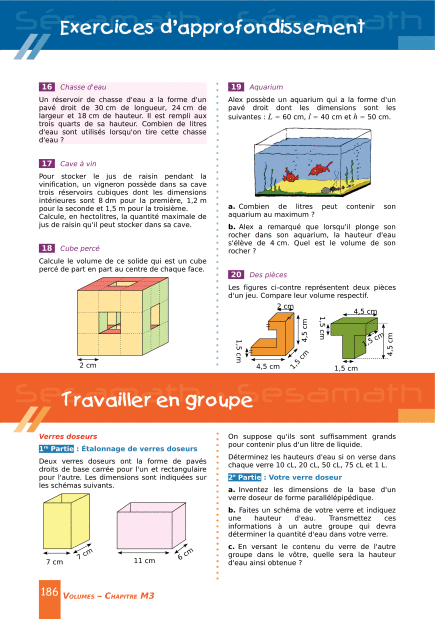 Exercices d'approfondissement
16 Chasse d'eau
Un réservoir de chasse d'eau a la forme d'un
pavé droit de 30 cm de longueur, 24 cm de
largeur et 18 cm de hauteur. Il est rempli aux
trois quarts de sa hauteur. Combien de litres
d'eau sont utilisés lorsqu'on tire cette chasse
d'eau ?
17 Cave à vin
Pour stocker le jus de raisin pendant la
vinification, un vigneron possède dans sa cave
trois réservoirs cubiques dont les dimensions
intérieures sont 8 dm pour la première, 1,2 m
pour la seconde et 1,5 m pour la troisième.
Calcule, en hectolitres, la quantité maximale de
jus de raisin qu'il peut stocker dans sa cave.
18 Cube percé
Calcule le volume de ce solide qui est un cube
percé de part en part au centre de chaque face.
2 cm
19 Aquarium
Alex possède un aquarium qui a la forme d'un
pavé droit dont les dimensions sont les
suivantes : L = 60 cm, l = 40 cm et h = 50 cm.
a. Combien de litres peut contenir son
aquarium au maximum ?
b. Alex a remarqué que lorsqu'il plonge son
rocher dans son aquarium, la hauteur d'eau
s'élève de 4 cm. Quel est le volume de son
rocher ?
20 Des pièces
Les figures ci-contre représentent deux pièces
d'un jeu. Compare leur volume respectif.
2 cm
4,5 cm
1,5 cm
4,5 cm
1,5 cm
4,5 cm
1,5 cm
1,5 cm
4,5 cm
1,5 cm
Travailler en groupe
Verres doseurs
1re Partie : Étalonnage de verres doseurs
Deux verres doseurs ont la forme de pavés
droits de base carrée pour l'un et rectangulaire
pour l'autre. Les dimensions sont indiquées sur
les schémas suivants.
7 cm
7 cm
11 cm
6 cm
On suppose qu'ils sont suffisamment grands
pour contenir plus d'un litre de liquide.
Déterminez les hauteurs d'eau si on verse dans
chaque verre 10 cL, 20 cL, 50 cL, 75 cL et 1 L.
2e Partie : Votre verre doseur
a. Inventez les dimensions de la base d'un
verre doseur de forme parallélépipédique.
b. Faites un schéma de votre verre et indiquez
une hauteur d'eau. Transmettez ces
informations à un autre groupe qui devra
déterminer la quantité d'eau dans votre verre.
c. En versant le contenu du verre de l'autre
groupe dans le vôtre, quelle sera la hauteur
d'eau ainsi obtenue ?
186 Volumes – Chapitre M3